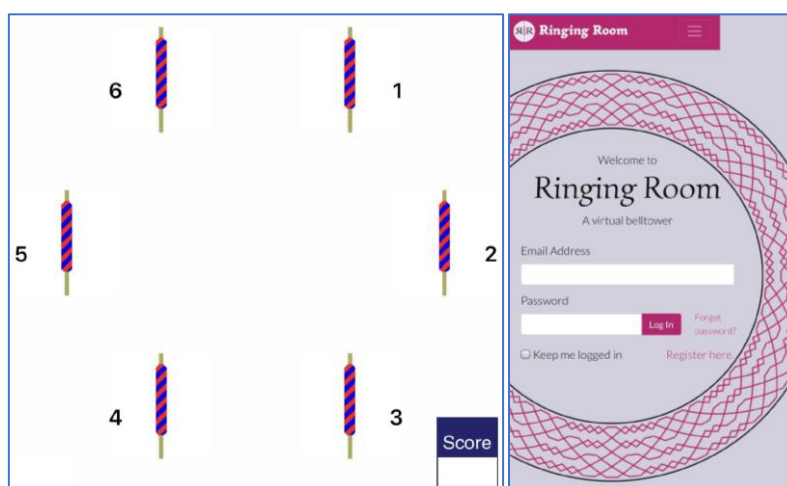 6
1
5
2
4
3
Score
RR Ringing Room
Welcome to
Ringing Room
A virtual belltower
Email Address
Password
Log In
Forgot
password?
Keep me logged in
Register here.